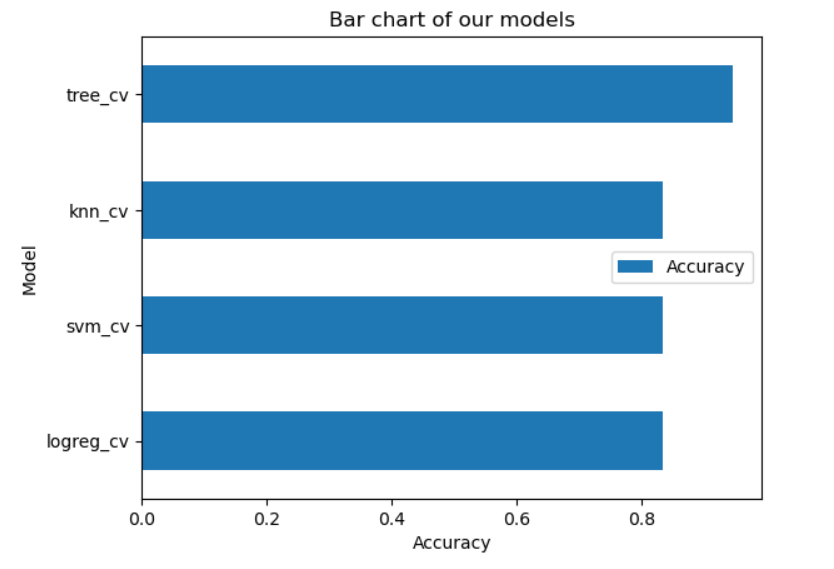 Bar chart of our models
tree_cv
knn_cv
svm_cv
logreg_cv
Model
Accuracy
0.0 0.2 0.4 0.6 0.8
Accuracy